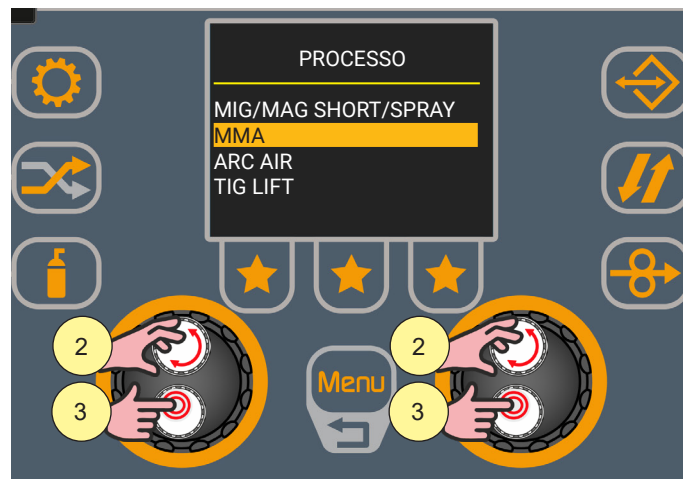 PROCESSO
MIG/MAG SHORT/SPRAY
MMA
ARC AIR
TIG LIFT
2
2
Menu
3
3